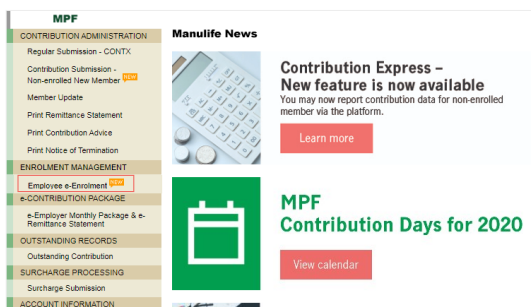 MPF
CONTRIBUTION ADMINISTRATION
Regular Submission - CONTX
Contribution Submission -
Non-enrolled New Member NEW
Member Update
Print Remittance Statement
Print Contribution Advice
Print Notice of Termination
ENROLMENT MANAGEMENT
Employee e-Enrolment NEW
e-CONTRIBUTION PACKAGE
e-Employer Monthly Package & e-
Remittance Statement
OUTSTANDING RECORDS
Outstanding Contribution
SURCHARGE PROCESSING
Surcharge Submission
ACCOUNT INFORMATION
Manulife News
Contribution Express –
New feature is now available
You may now report contribution data for non-enrolled
member via the platform.
Learn more
MPF
Contribution Days for 2020
View calendar